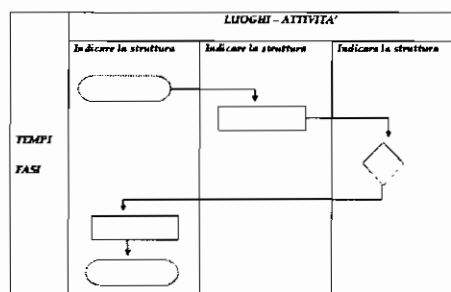 LUOGHI – ATTIVITA'
Indicare la struttura
Indicare la struttura
Indicare la struttura
TEMPI
FASI